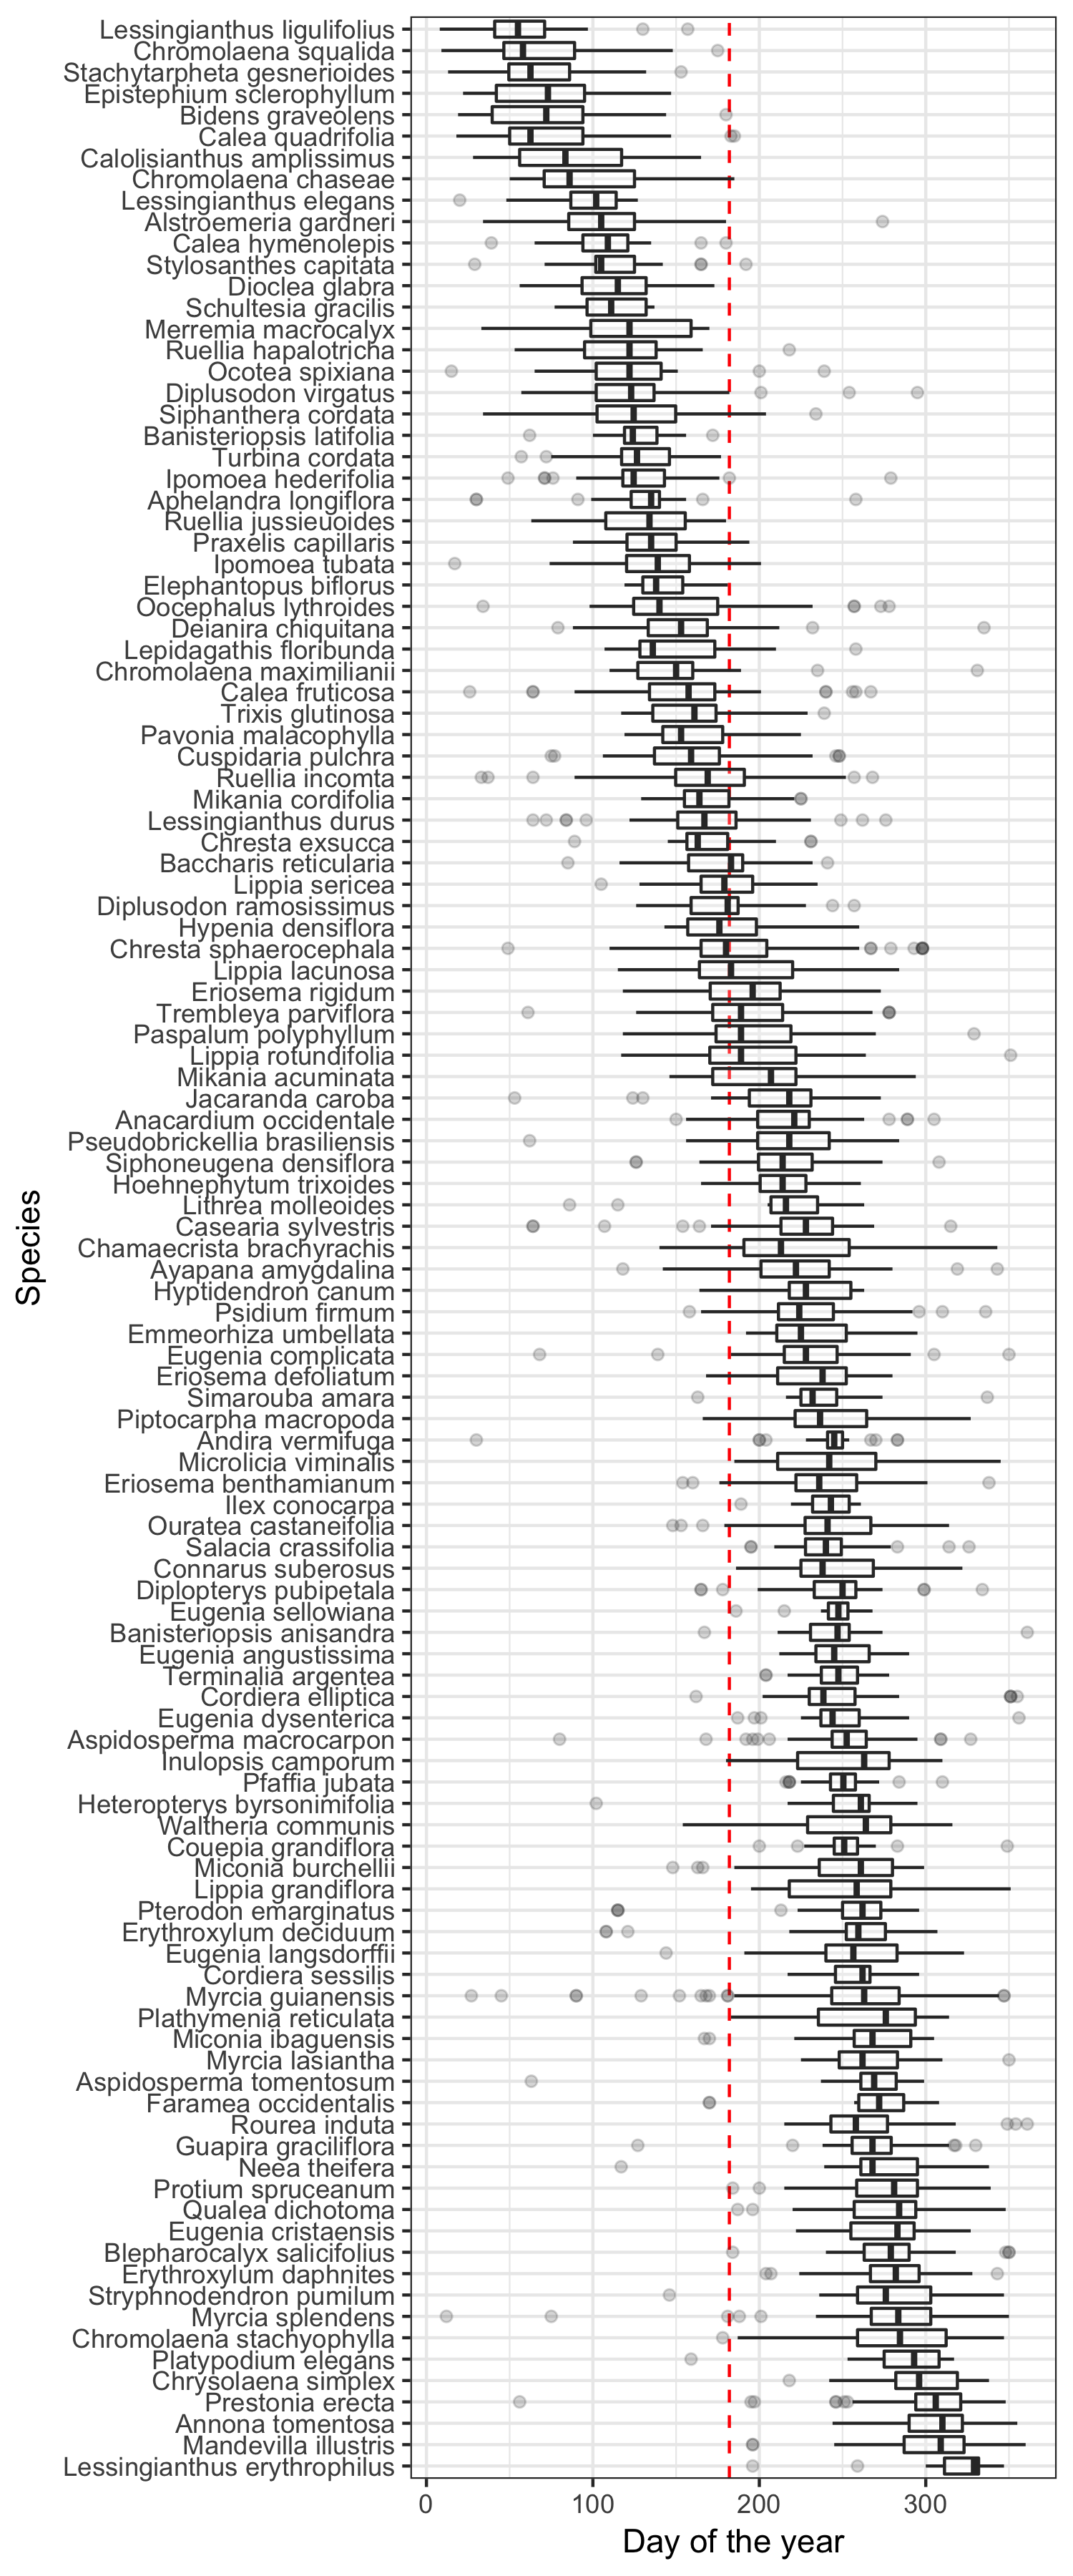 Lessingianthus ligulifolius
Chromolaena squalida
Stachytarpheta gesnerioides
Epistephium sclerophyllum
Bidens graveolens
Calea quadrifolia
Calolisianthus amplissimus
Chromolaena chaseae
Lessingianthus elegans
Alstroemeria gardneri
Calea hymenolepis
Stylosanthes capitata
Dioclea glabra
Schultesia gracilis
Merremia macrocalyx
Ruellia hapalotricha
Ocotea spixiana
Diplusodon virgatus
Siphanthera cordata
Banisteriopsis latifolia
Turbina cordata
Ipomoea hederifolia
Aphelandra longiflora
Ruellia jussieuoides
Praxelis capillaris
Ipomoea tubata
Elephantopus biflorus
Oocephalus lythroides
Deianira chiquitana
Lepidagathis floribunda
Chromolaena maximilianii
Calea fruticosa
Trixis glutinosa
Pavonia malacophylla
Cuspidaria pulchra
Ruellia incomta
Mikania cordifolia
Lessingianthus durus
Chresta exsucca
Baccharis reticularia
Lippia sericea
Diplusodon ramosissimus
Hypenia densiflora
Chresta sphaerocephala
Lippia lacunosa
Eriosema rigidum
Trembleya parviflora
Paspalum polyphyllum
Lippia rotundifolia
Mikania acuminata
Jacaranda caroba
Anacardium occidentale
Pseudobrickellia brasiliensis
Siphoneugena densiflora
Hoehnephytum trixoides
Lithrea molleoides
Casearia sylvestris
Chamaecrista brachyrachis
Ayapana amygdalina
Hyptidendron canum
Psidium firmum
Emmeorhiza umbellata
Eugenia complicata
Eriosema defoliatum
Simarouba amara
Piptocarpha macropoda
Andira vermifuga
Microlicia viminalis
Eriosema benthamianum
Ilex conocarpa
Ouratea castaneifolia
Salacia crassifolia
Connarus suberosus
Diplopterys pubipetala
Eugenia sellowiana
Banisteriopsis anisandra
Eugenia angustissima
Terminalia argentea
Cordiera elliptica
Eugenia dysenterica
Aspidosperma macrocarpon
Inulopsis camporum
Pfaffia jubata
Heteropterys byrsonimifolia
Waltheria communis
Couepia grandiflora
Miconia burchellii
Lippia grandiflora
Pterodon emarginatus
Erythroxylum deciduum
Eugenia langsdorffii
Cordiera sessilis
Myrcia guianensis
Plathymenia reticulata
Miconia ibaguensis
Myrcia lasiantha
Aspidosperma tomentosum
Faramea occidentalis
Rourea induta
Guapira graciliflora
Neea theifera
Protium spruceanum
Qualea dichotoma
Eugenia cristaensis
Blepharocalyx salicifolius
Erythroxylum daphnites
Stryphnodendron pumilum
Myrcia splendens
Chromolaena stachyophylla
Platypodium elegans
Chrysolaena simplex
Prestonia erecta
Annona tomentosa
Mandevilla illustris
Lessingianthus erythrophilus
Species
0 100 200 300
Day of the year